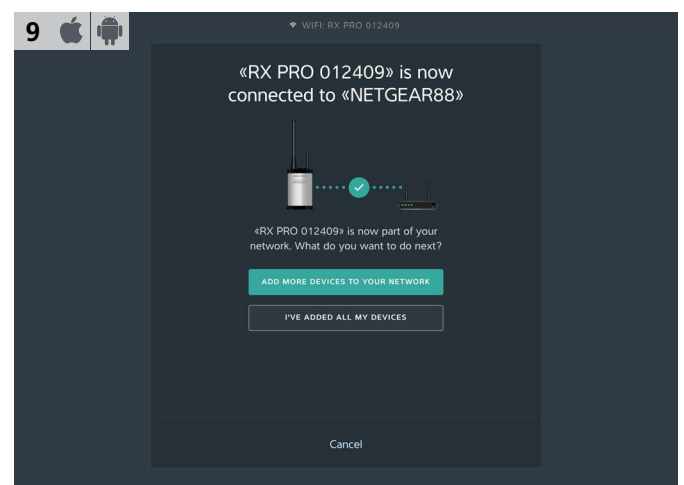 9
WIFI: RX PRO 012409
«RX PRO 012409» is now
connected to «NETGEAR88»
«RX PRO 012409» is now part of your
network. What do you want to do next?
ADD MORE DEVICES TO YOUR NETWORK
I'VE ADDED ALL MY DEVICES
Cancel